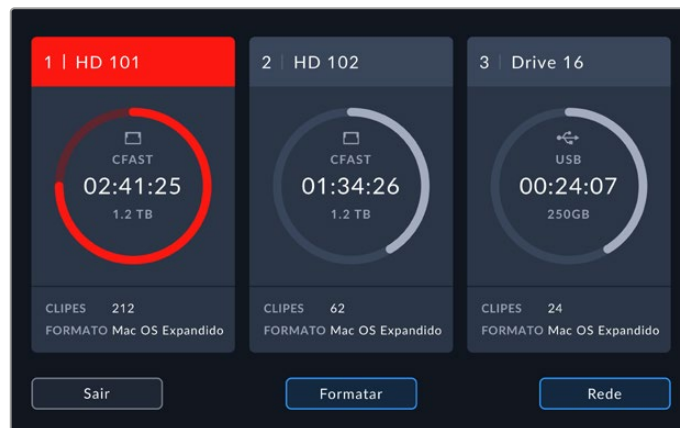 1 | HD 101
CFAST
02:41:25
1.2 TB
CLIPES 212
FORMATO Mac OS Expandido
2 | HD 102
CFAST
01:34:26
1.2 TB
CLIPES 62
FORMATO Mac OS Expandido
3 | Drive 16
USB
00:24:07
250GB
CLIPES 24
FORMATO Mac OS Expandido
Sair
Formatar
Rede